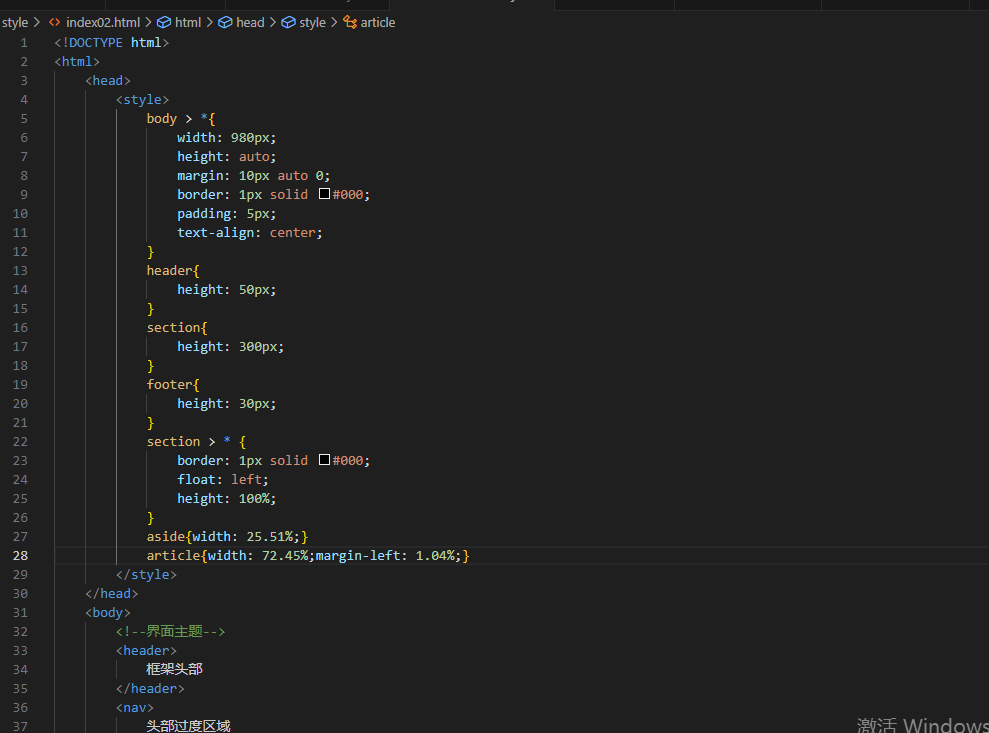 style > <> index02.html > html > head > style > article
1 <!DOCTYPE html>
2 <html>
3 <head>
4 <style>
5 body > *{
6 width: 980px;
7 height: auto;
8 margin: 10px auto 0;
9 border: 1px solid #000;
10 padding: 5px;
11 text-align: center;
12 }
13 header{
14 height: 50px;
15 }
16 section{
17 height: 300px;
18 }
19 footer{
20 height: 30px;
21 }
22 section > * {
23 border: 1px solid #000;
24 float: left;
25 height: 100%;
26 }
27 aside{width: 25.51%;}
28 article{width: 72.45%;margin-left: 1.04%;}
29 </style>
30 </head>
31 <body>
32 <!--界面主题-->
33 <header>
34 框架头部
35 </header>
36 <nav>
37 头部过度区域
激活 Windows